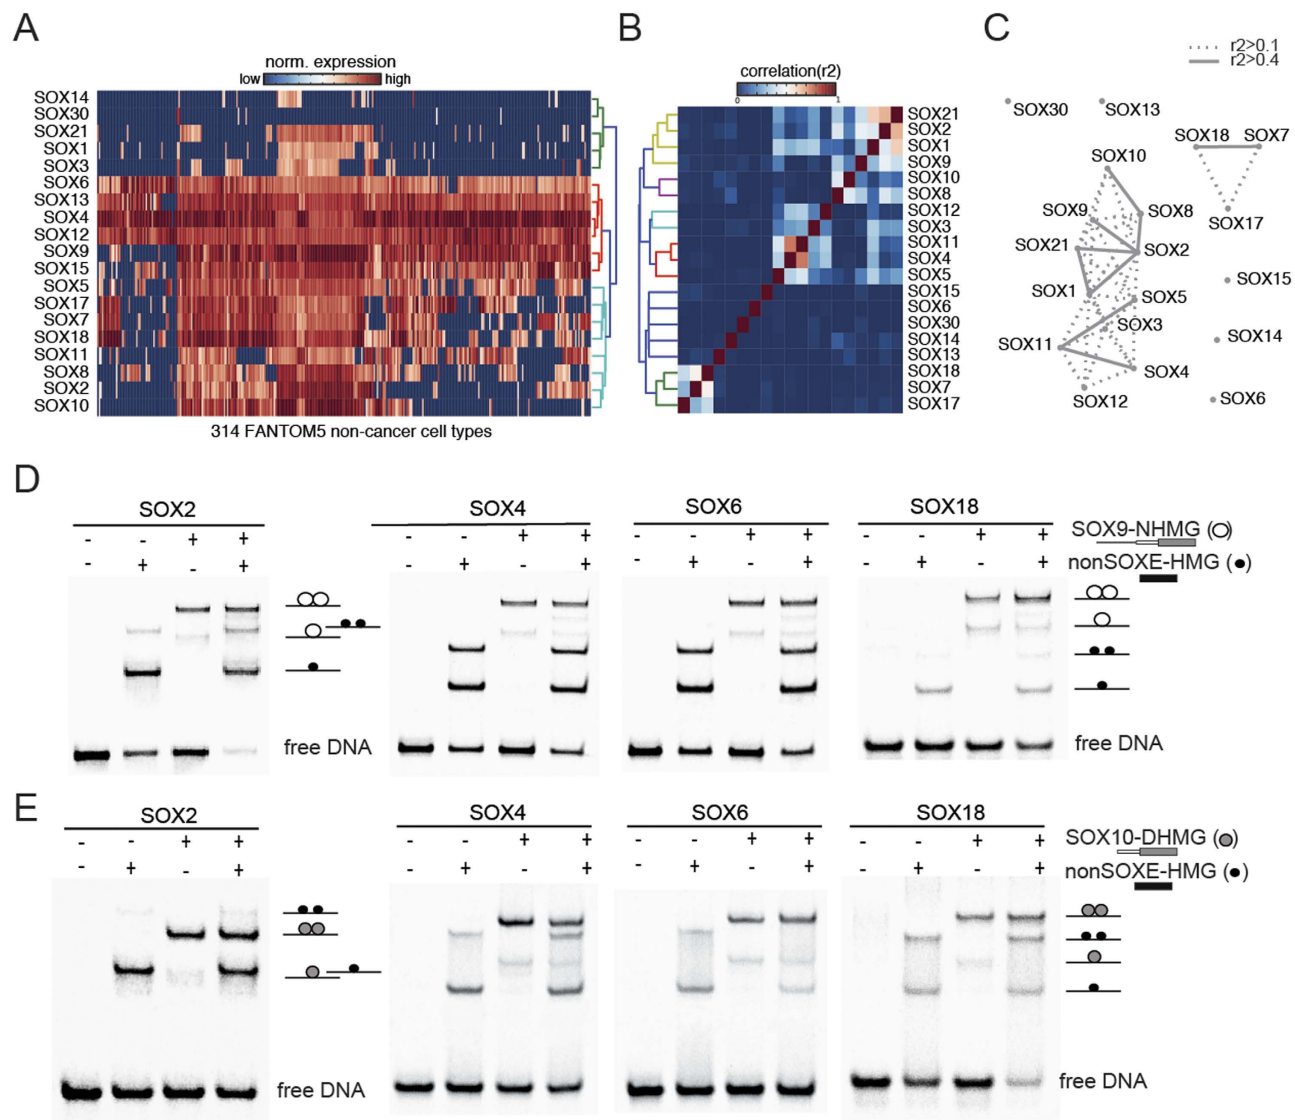 A
norm. expression
low high
SOX14
SOX30
SOX21
SOX1
SOX3
SOX6
SOX13
SOX4
SOX12
SOX9
SOX15
SOX5
SOX17
SOX7
SOX18
SOX11
SOX8
SOX2
SOX10
314 FANTOM5 non-cancer cell types
B
correlation(r2)
0 1
SOX21
SOX2
SOX1
SOX9
SOX10
SOX8
SOX12
SOX3
SOX11
SOX4
SOX5
SOX15
SOX6
SOX30
SOX14
SOX13
SOX18
SOX7
SOX17
C
r2>0.1
r2>0.4
SOX30 SOX13
SOX18 SOX7
SOX10
SOX9 SOX8
SOX17
SOX21 SOX2
SOX15
SOX1 SOX5
SOX3
SOX11 SOX14
SOX4
SOX12 SOX6
D
SOX2 SOX4 SOX6 SOX18
- - + + - - + + - - + + - - + + SOX9-NHMG ( )
- + - + - + - + - + - + - + - + nonSOXE-HMG ( )
free DNA free DNA
E
SOX2 SOX4 SOX6 SOX18
- - + + - - + + - - + + - - + + SOX10-DHMG ( )
- + - + - + - + - + - + - + - + nonSOXE-HMG ( )
free DNA free DNA